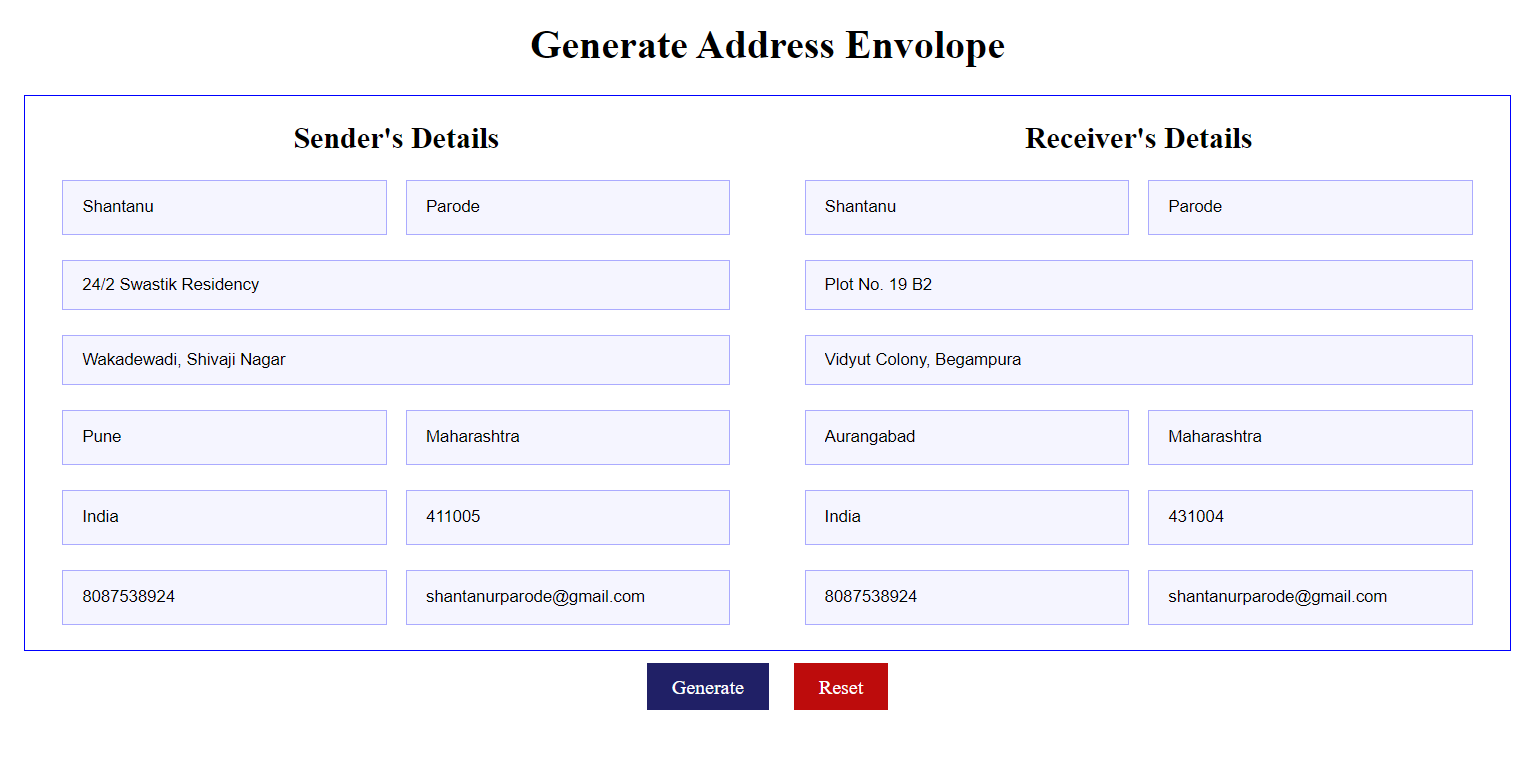 Generate Address Envolope
Sender's Details
Shantanu Parode
24/2 Swastik Residency
Wakadewadi, Shivaji Nagar
Pune Maharashtra
India 411005
8087538924 shantanurparode@gmail.com
Receiver's Details
Shantanu Parode
Plot No. 19 B2
Vidyut Colony, Begampura
Aurangabad Maharashtra
India 431004
8087538924 shantanurparode@gmail.com
Generate Reset